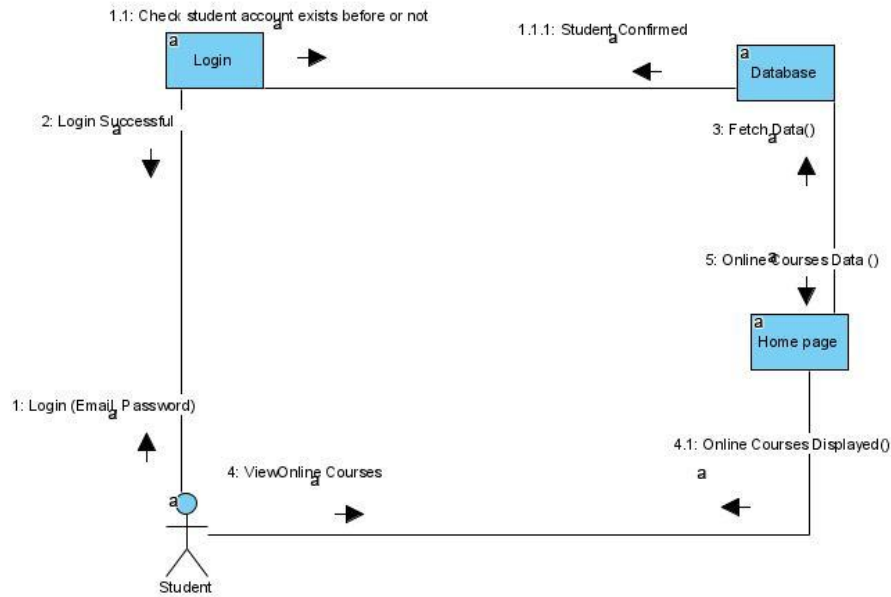 1.1: Check student account exists before or not
a
a
Login
1.1.1: Student Confirmed
a
a
Database
2: Login Successful
a
3: Fetch Data()
a
a
5: Online Courses Data ()
a
Home page
1: Login (Email, Password)
a
4.1: Online Courses Displayed()
a
4: ViewOnline Courses
a
a
Student